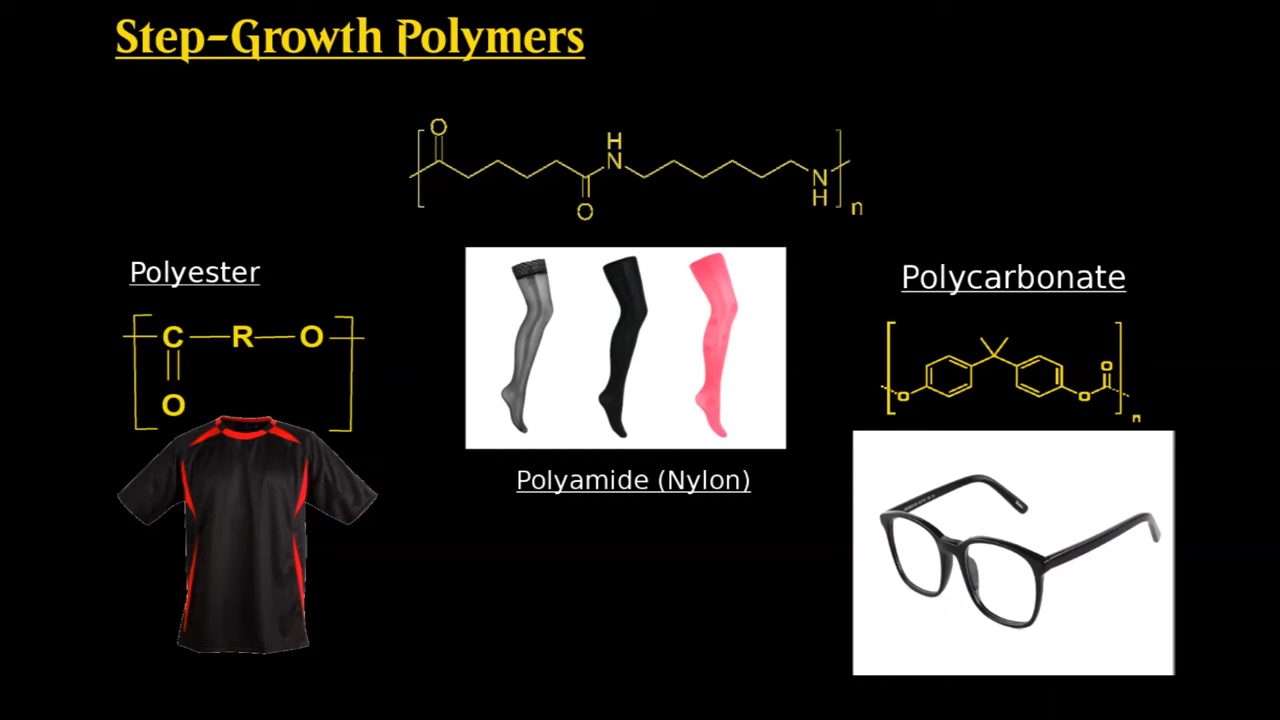 Step-Growth Polymers
O
H
N
O
N
H
n
Polyester
C R O
O
Polyamide (Nylon)
Polycarbonate
O
O
O
n